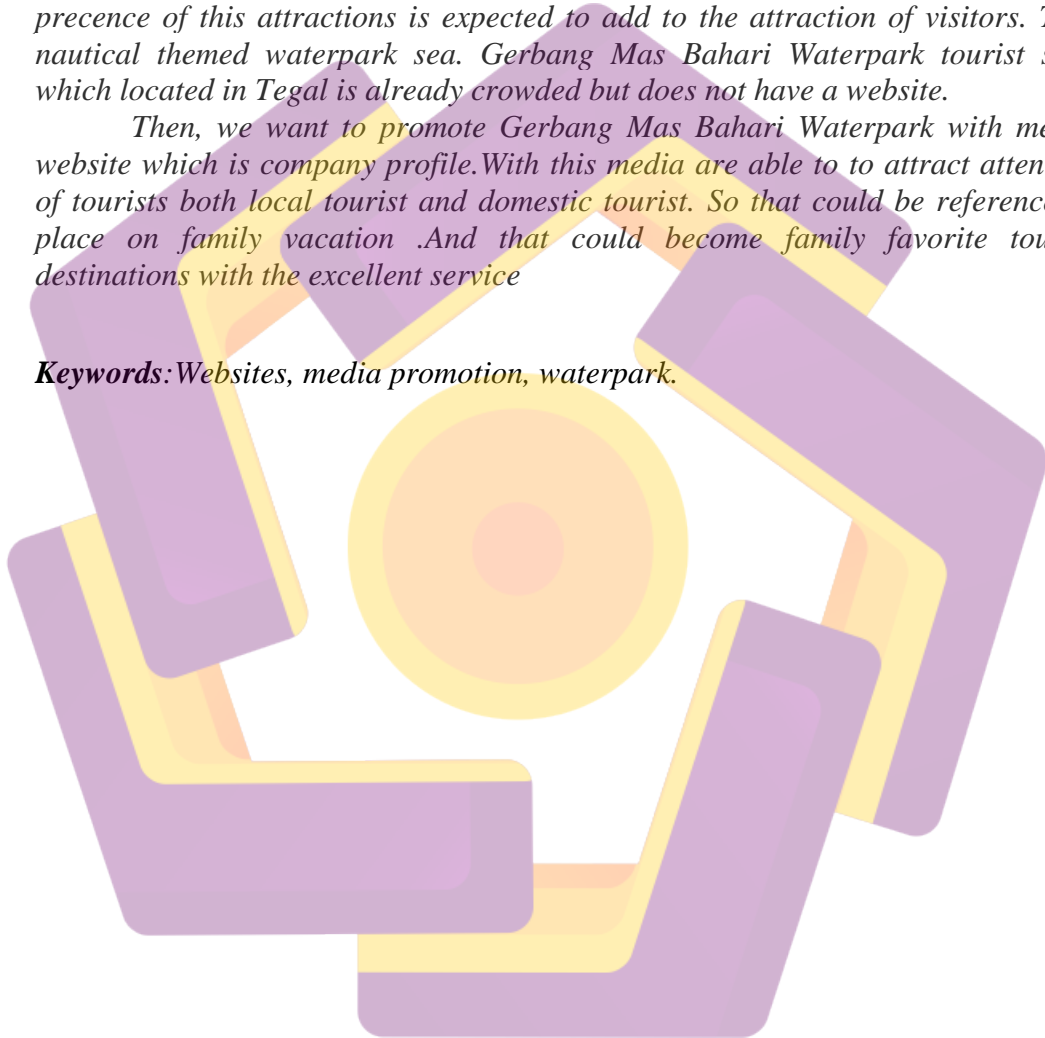 precence of this attractions is expected to add to the attraction of visitors.
nautical themed waterpark sea. Gerbang Mas Bahari Waterpark tourist
which located in Tegal is already crowded but does not have a website.
Then, we want to promote Gerbang Mas Bahari Waterpark with
website which is company profile.With this media are able to to attract
of tourists both local tourist and domestic tourist. So that could be
place on family vacation .And that could become family favorite
destinations with the excellent service
Keywords:Websites, media promotion, waterpark.